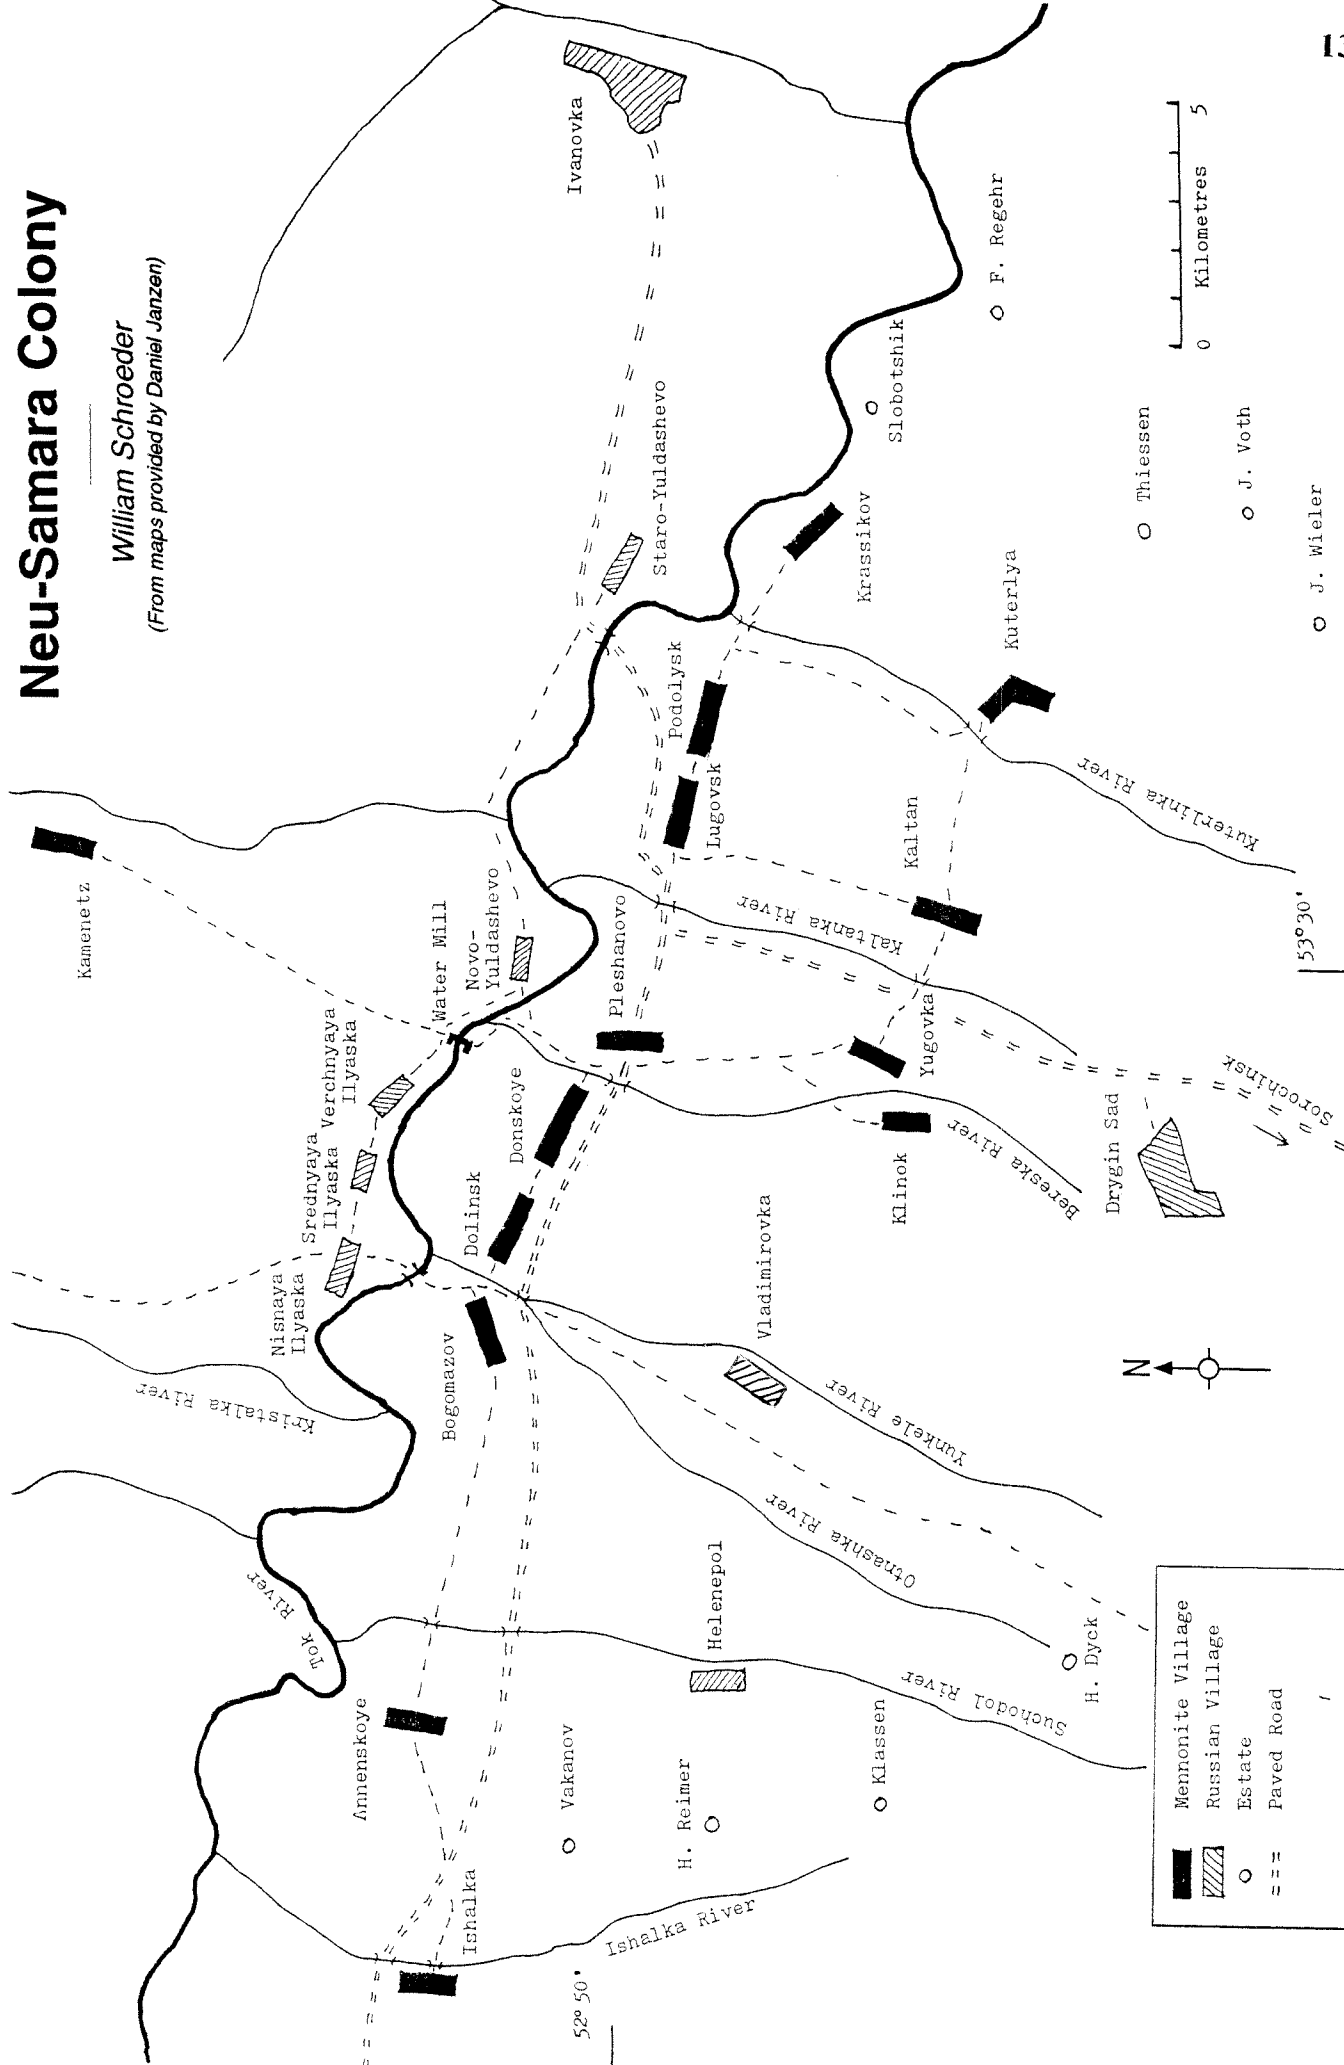 Neu-Samara Colony
William Schroeder
(From maps provided by Daniel Janzen)
Kamenetz
Ivanovka
Water Mill
Novo-
Yuldashevo
Staro-Yuldashevo
Verchnyaya
Ilyaska
Srednyaya
Ilyaska
Nisnaya
Ilyaska
Kristalka River
Tok River
Pleshanovo
Donskoye
Dolinsk
Bogomazov
Lugovsk
Podolysk
Krassikov
Slobotshik
F. Regehr
Annenskoye
Ishalka
Vakanov
H. Reimer
Klassen
Helenepol
Vladimirovka
Klinok
Yugovka
Kaltan
Kuterlya
Kaltanka River
Kuterlinka River
Bereska River
Yunkele River
Otnashka River
Suchodol River
Ishalka River
H. Dyck
Drygin Sad
Sorochinsk
Thiessen
J. Voth
J. Wieler
0 5
Kilometres
N
52°50'
53°30'
Mennonite Village
Russian Village
Estate
Paved Road